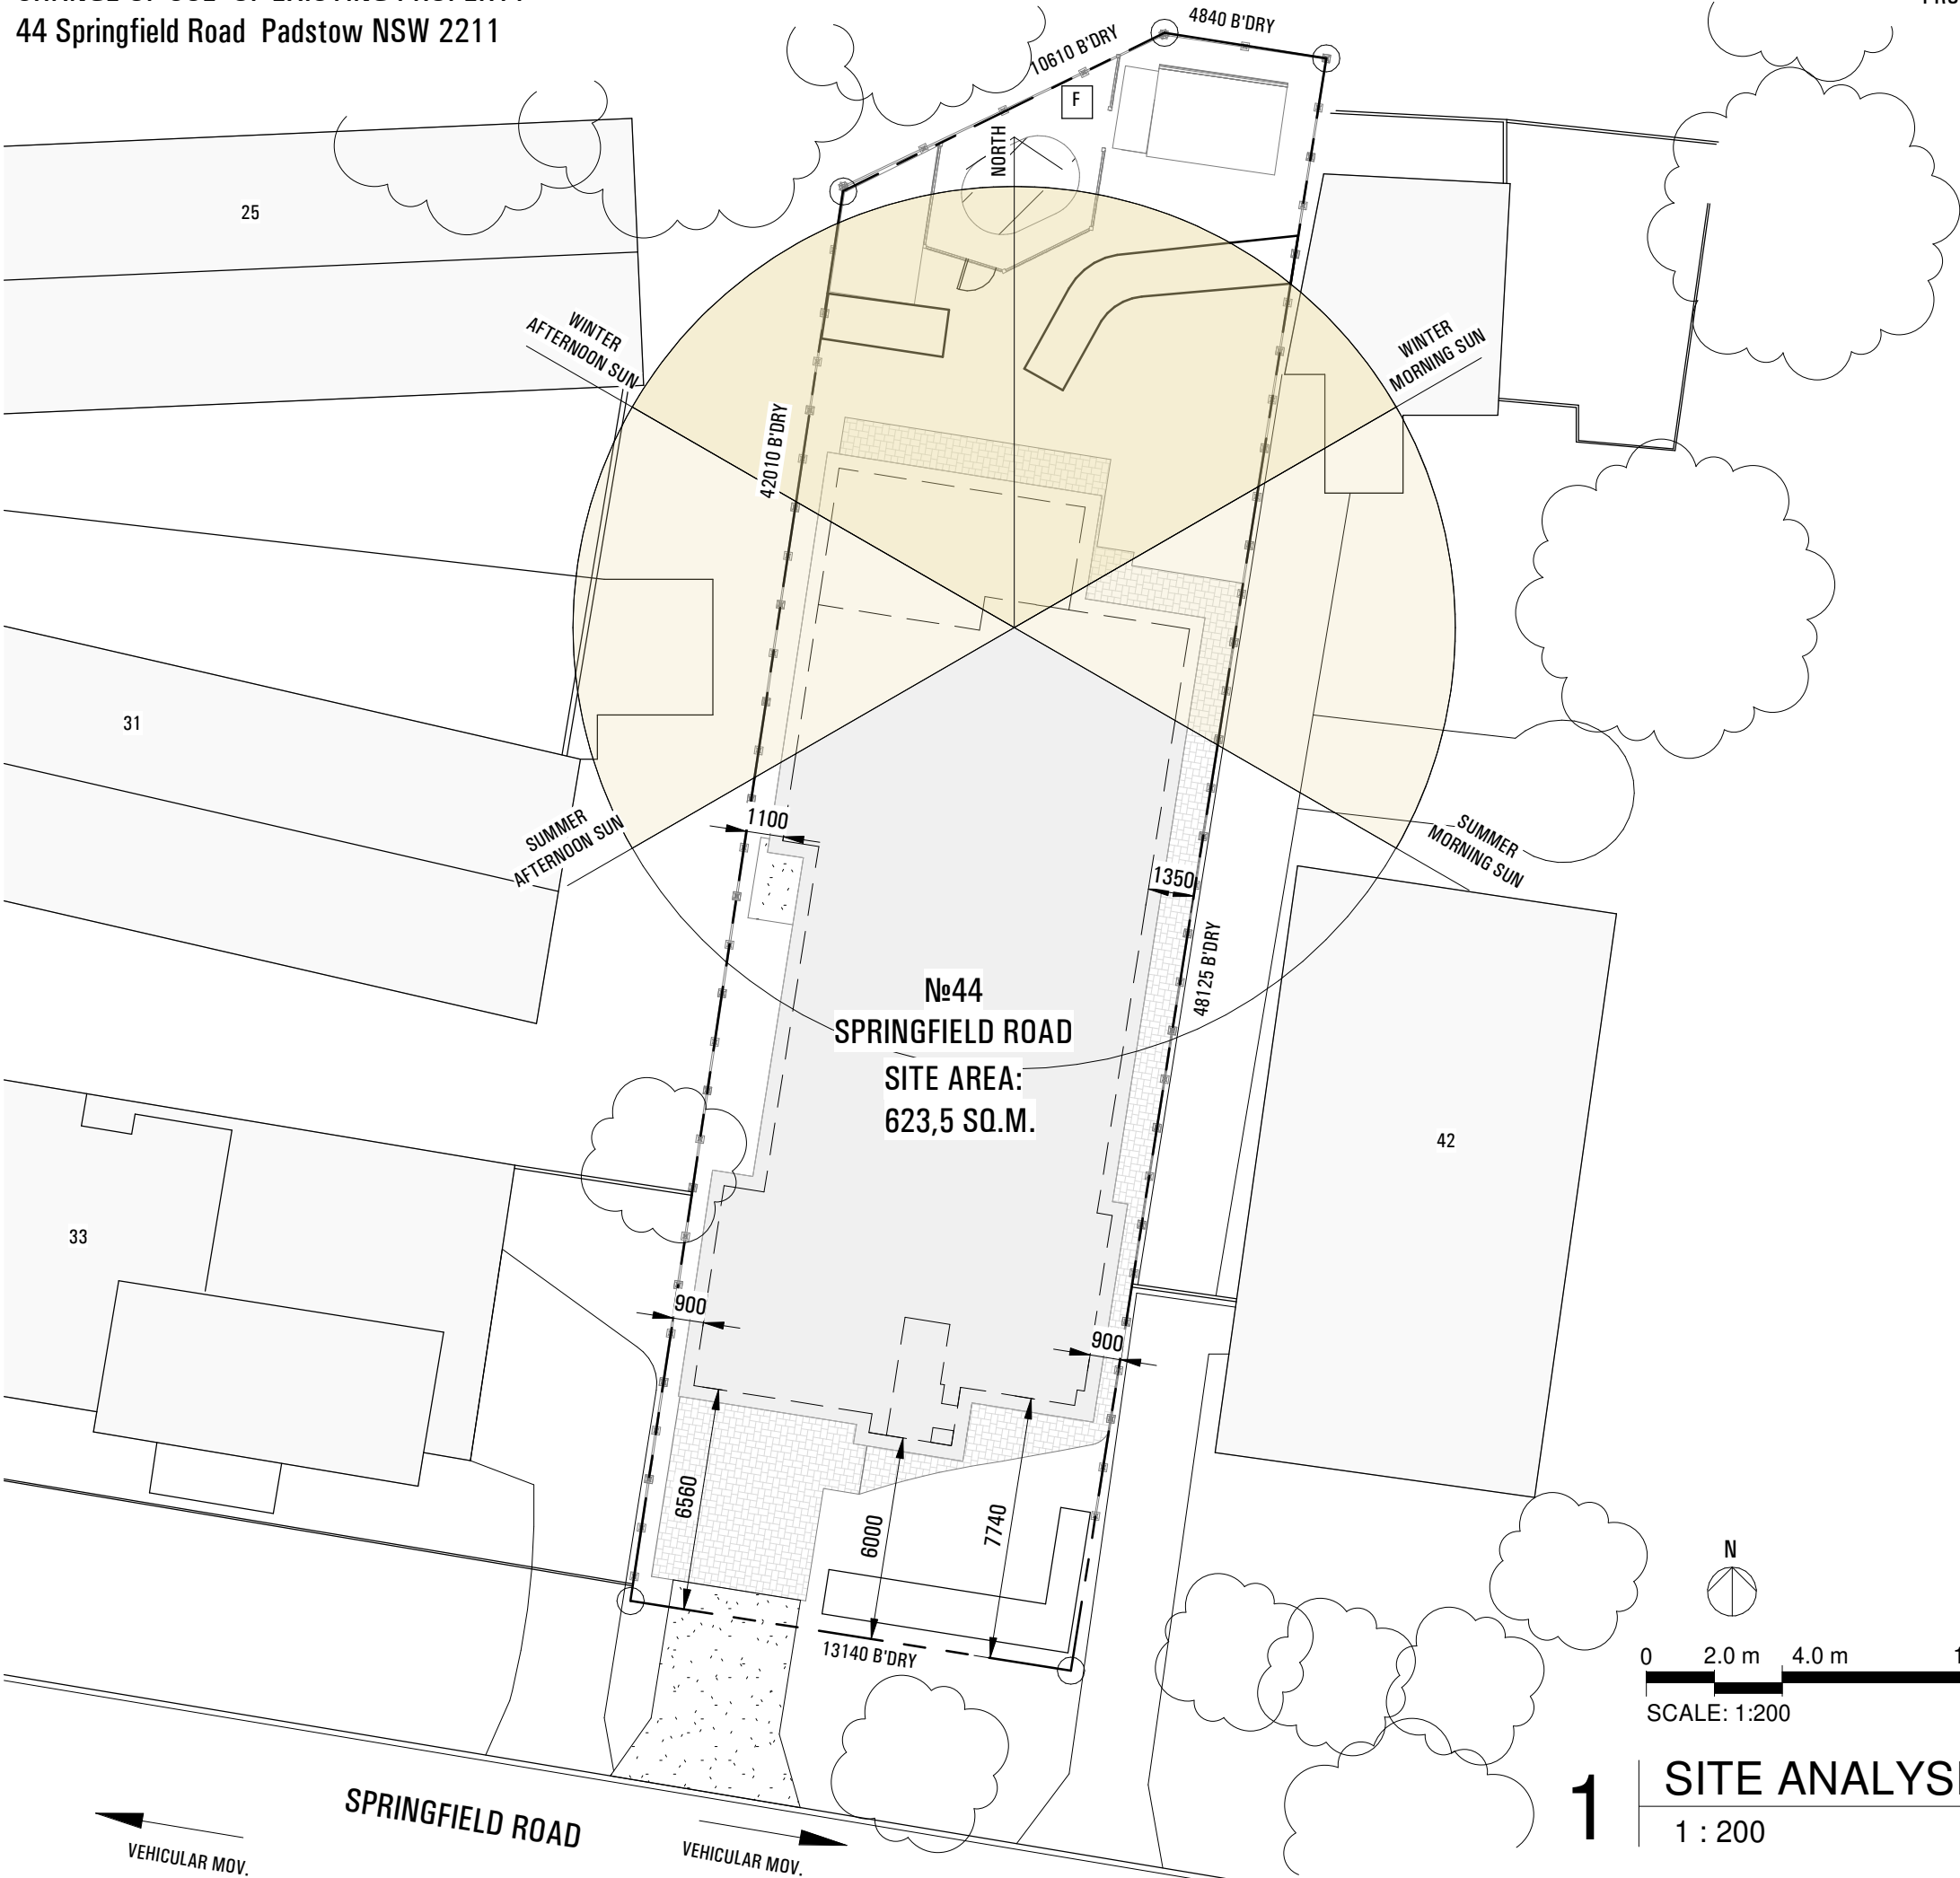 44 Springfield Road Padstow NSW 2211
4840 B'DRY
10610 B'DRY
F
NORTH
25
WINTER
AFTERNOON SUN
WINTER
MORNING SUN
42010 B'DRY
31
1100
SUMMER
AFTERNOON SUN
SUMMER
MORNING SUN
1350
48125 B'DRY
№44
SPRINGFIELD ROAD
SITE AREA:
623,5 SQ.M.
42
33
900
900
6560
6000
7740
13140 B'DRY
N
0 2.0 m 4.0 m
SCALE: 1:200
1
SITE ANALYS
1 : 200
SPRINGFIELD ROAD
VEHICULAR MOV.
VEHICULAR MOV.